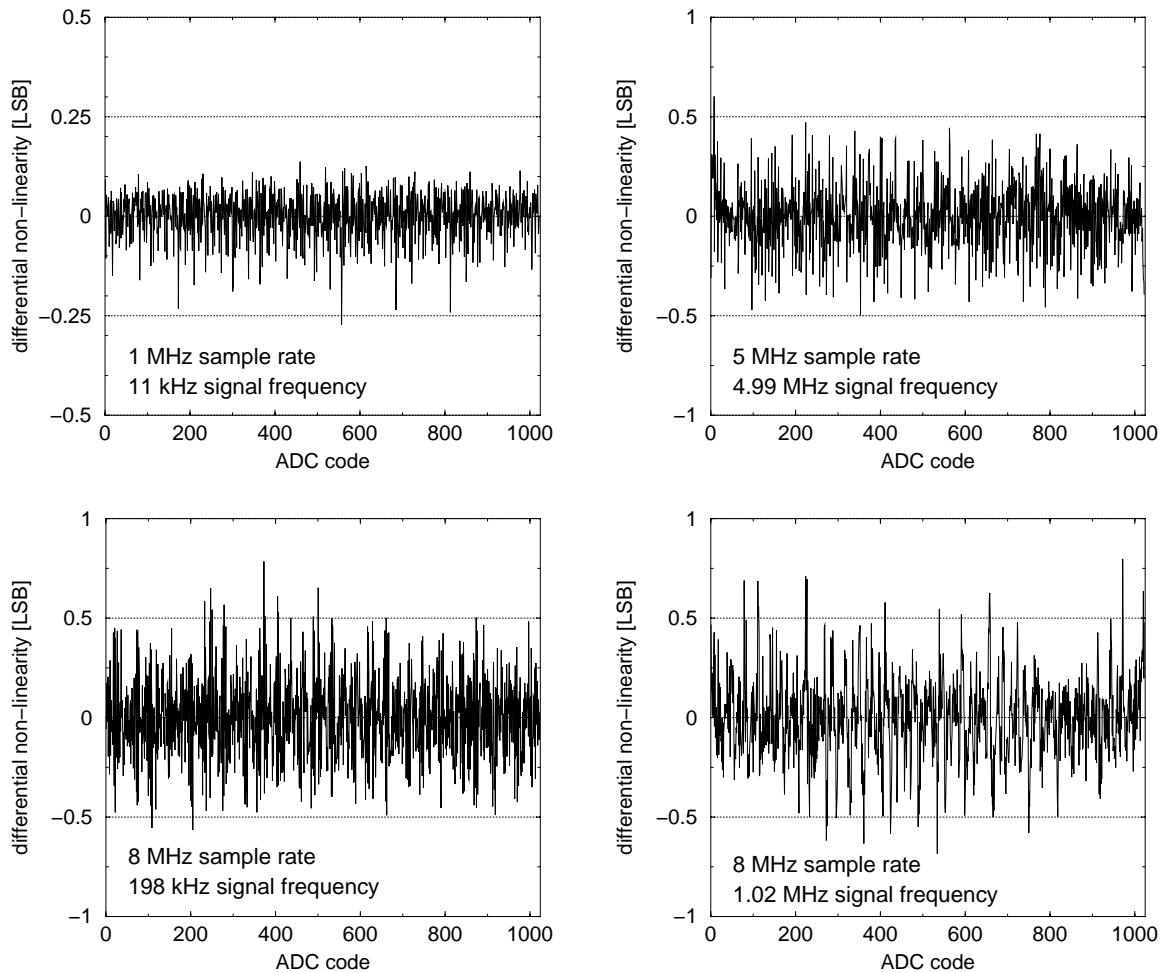 differential non−linearity [LSB]
0.5
0.25
0
−0.25
−0.5
1 MHz sample rate
11 kHz signal frequency
0 200 400 600 800 1000
ADC code
differential non−linearity [LSB]
1
0.5
0
−0.5
−1
5 MHz sample rate
4.99 MHz signal frequency
0 200 400 600 800 1000
ADC code
differential non−linearity [LSB]
1
0.5
0
−0.5
−1
8 MHz sample rate
198 kHz signal frequency
0 200 400 600 800 1000
ADC code
differential non−linearity [LSB]
1
0.5
0
−0.5
−1
8 MHz sample rate
1.02 MHz signal frequency
0 200 400 600 800 1000
ADC code